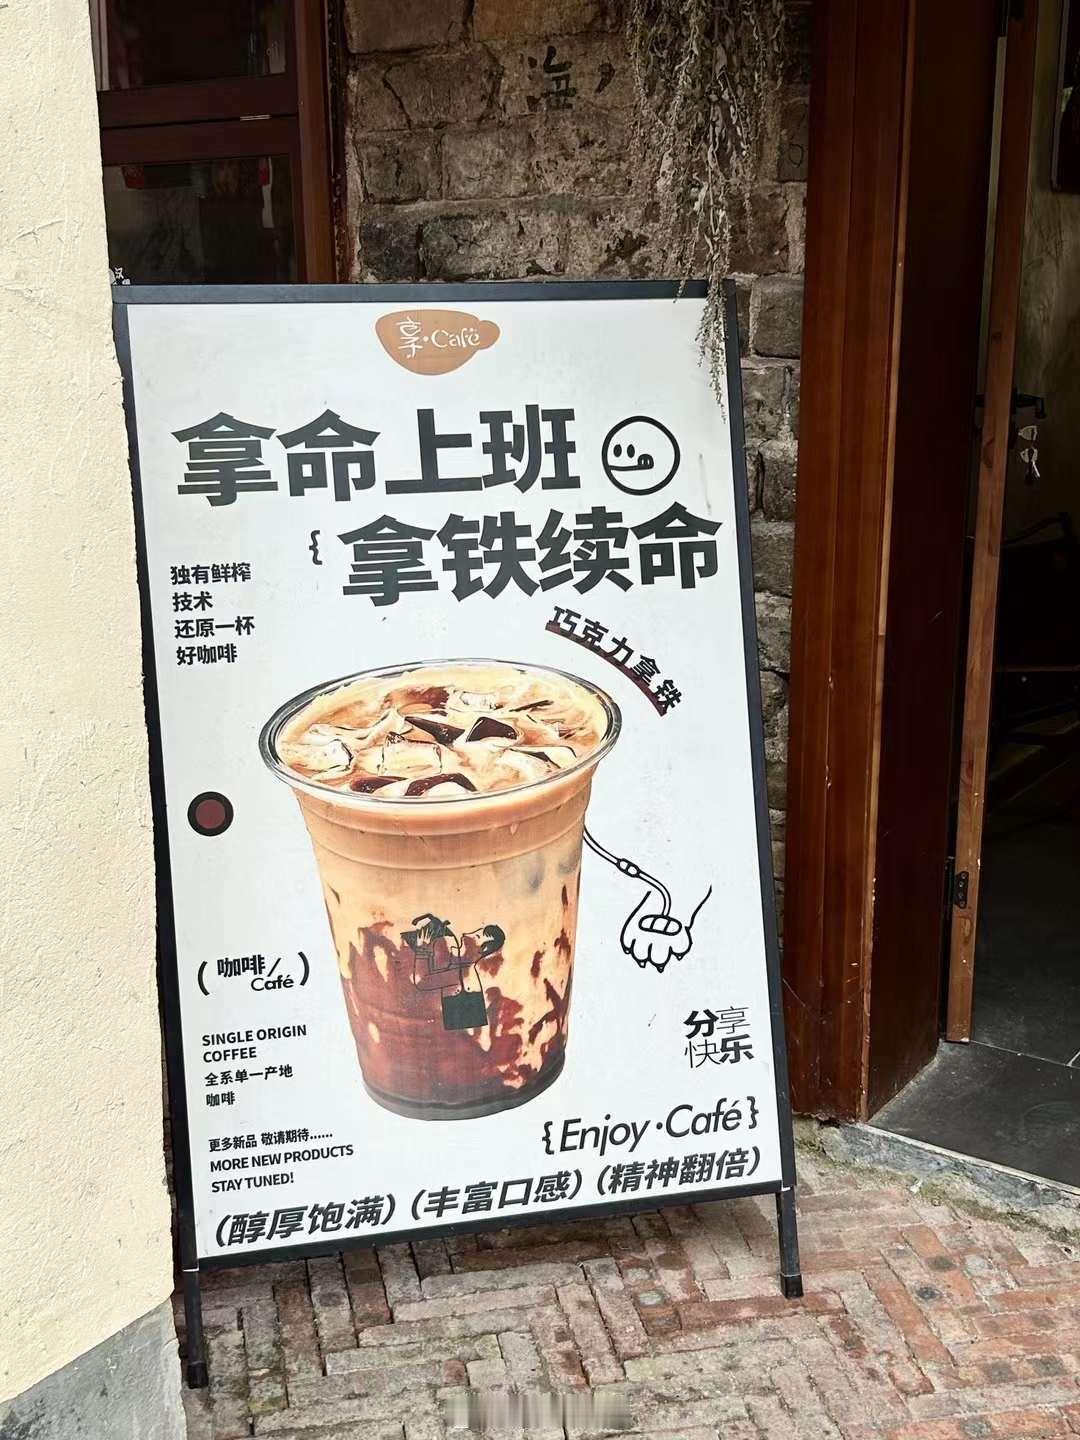 海
汉
享·Café
拿命上班
{拿铁续命
独有鲜榨
技术
还原一杯
好咖啡
巧克力拿铁
(咖啡/
Café)
SINGLE ORIGIN
COFFEE
全系单一产地
咖啡
分享
快乐
更多新品 敬请期待……
MORE NEW PRODUCTS
STAY TUNED!
{Enjoy·Café}
(醇厚饱满)(丰富口感)(精神翻倍)